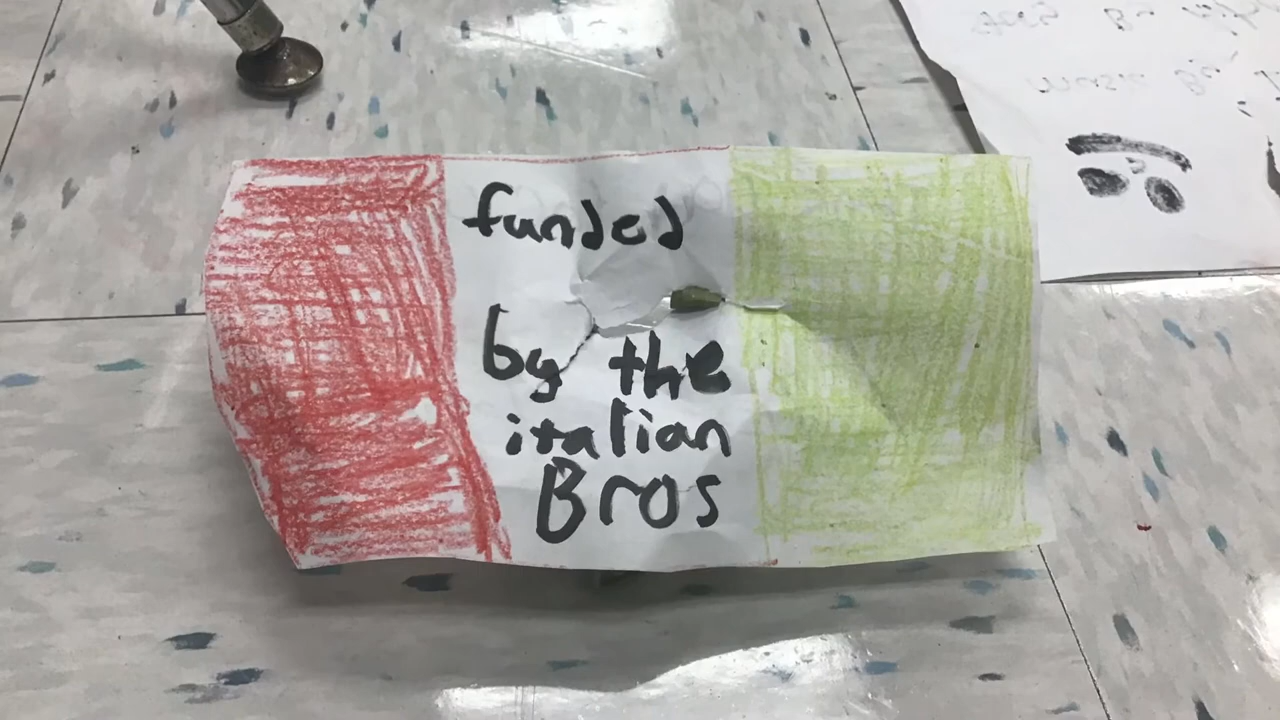 funded
by the
italian
Bros